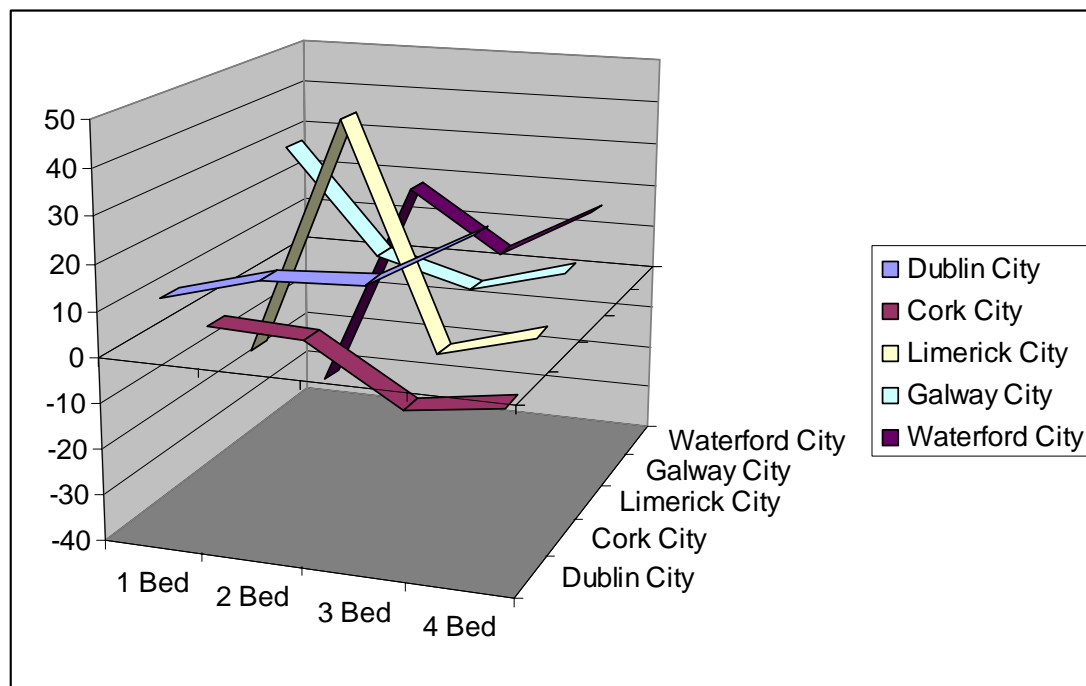 50
40
30
20
10
0
-10
-20
-30
-40
1 Bed
2 Bed
3 Bed
4 Bed
Waterford City
Galway City
Limerick City
Cork City
Dublin City
Dublin City
Cork City
Limerick City
Galway City
Waterford City